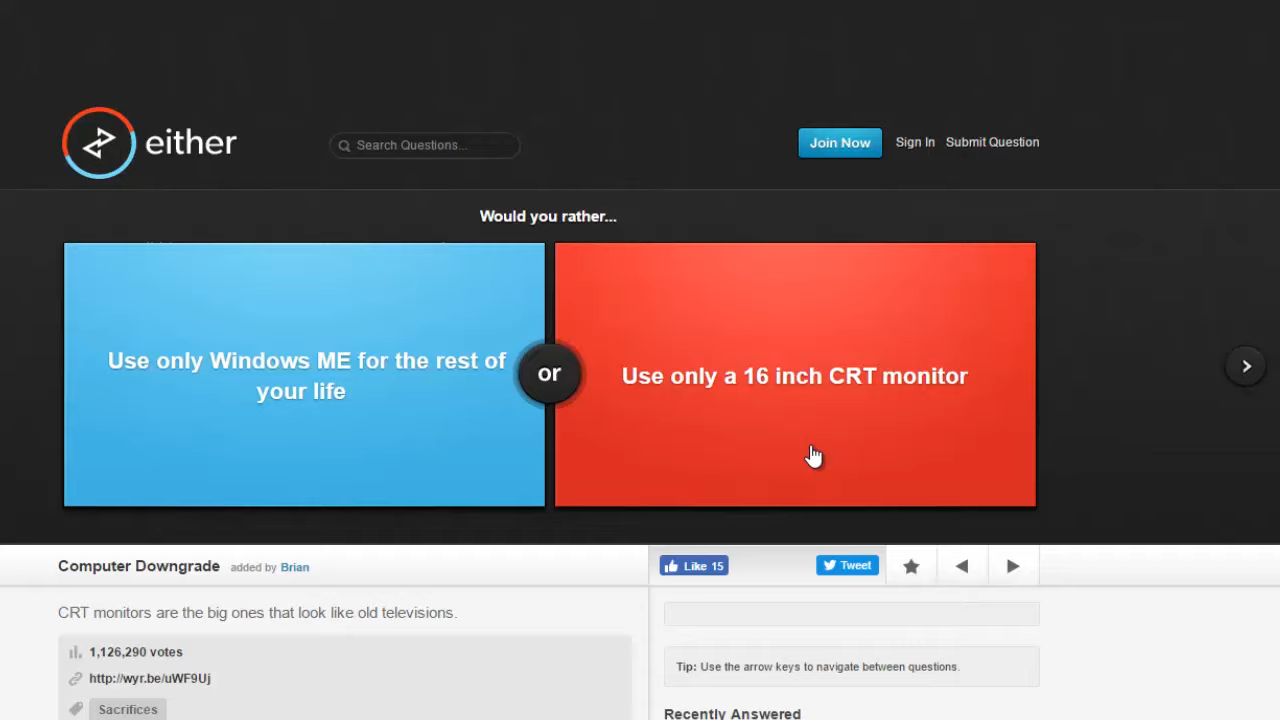 either
Search Questions...
Join Now
Sign In
Submit Question
Would you rather...
Use only Windows ME for the rest of
your life
or
Use only a 16 inch CRT monitor
Computer Downgrade
added by Brian
Like 15
Tweet
CRT monitors are the big ones that look like old televisions.
1,126,290 votes
http://wyr.be/uWF9Uj
Sacrifices
Tip: Use the arrow keys to navigate between questions.
Recently Answered